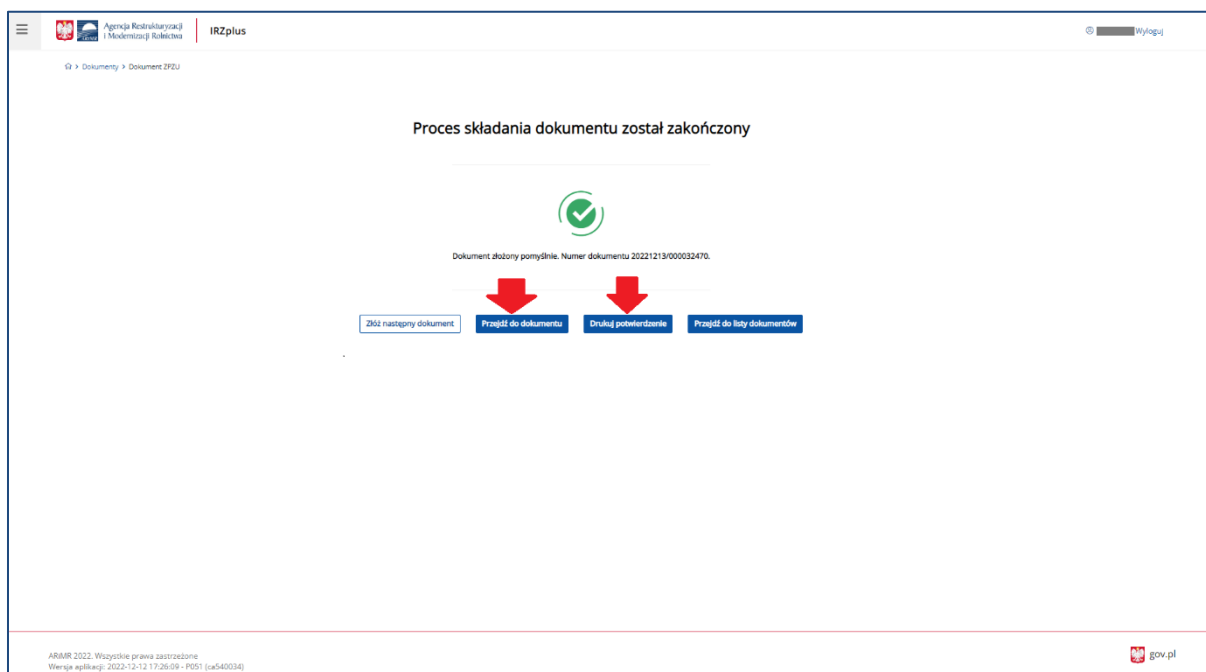 Agencja Restrukturyzacji
i Modernizacji Rolnictwa
IRZplus
Wyloguj
> Dokumenty > Dokument ZPZU
Proces składania dokumentu został zakończony
Dokument złożony pomyślnie. Numer dokumentu 20221213/000032470.
Złóż następny dokument
Przejdź do dokumentu
Drukuj potwierdzenie
Przejdź do listy dokumentów
ARiMR 2022. Wszystkie prawa zastrzeżone
Wersja aplikacji: 2022-12-12 17:26:09 - P051 (ca540034)
gov.pl